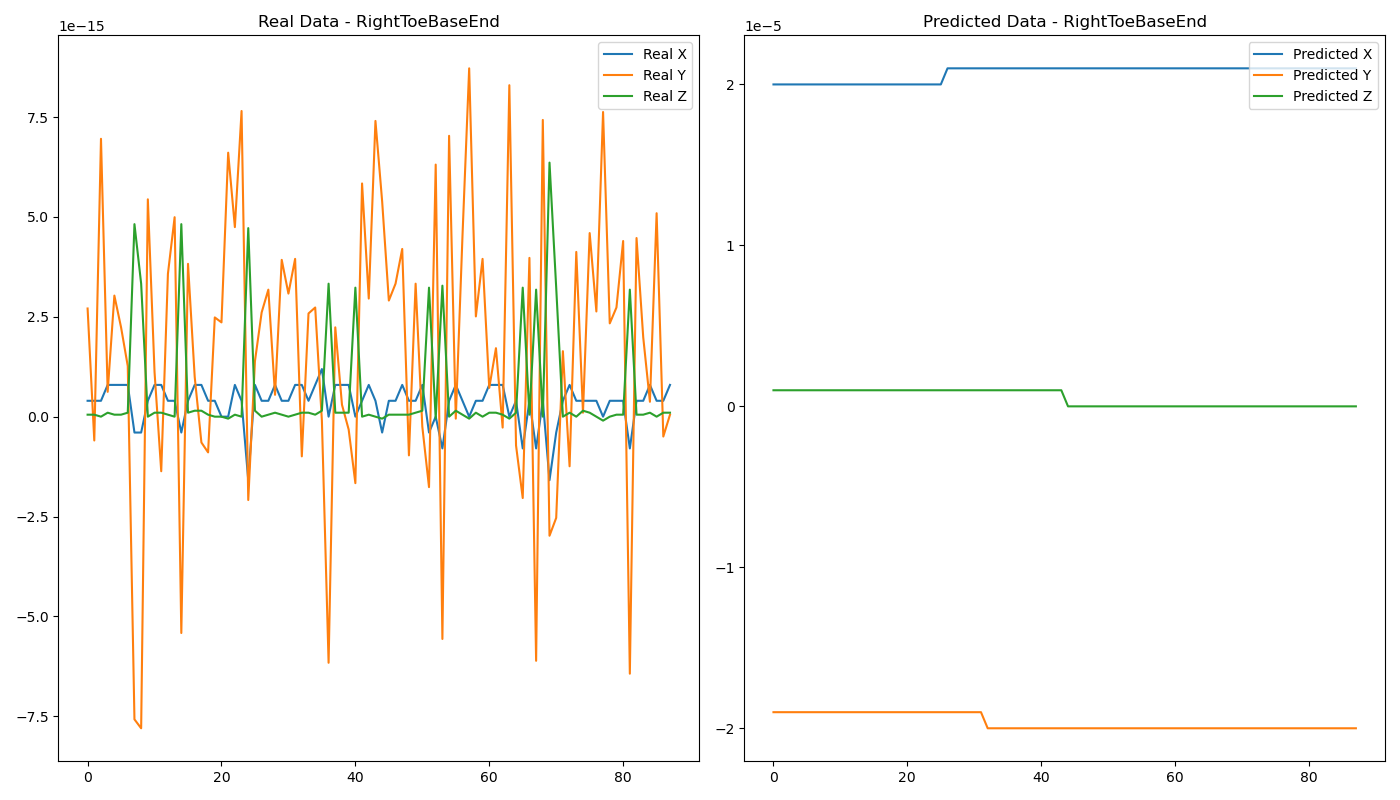 Real Data - RightToeBaseEnd
1e−15
Real X
Real Y
Real Z
7.5
5.0
2.5
0.0
−2.5
−5.0
−7.5
0 20 40 60 80
Predicted Data - RightToeBaseEnd
1e−5
Predicted X
Predicted Y
Predicted Z
2
1
0
−1
−2
0 20 40 60 80